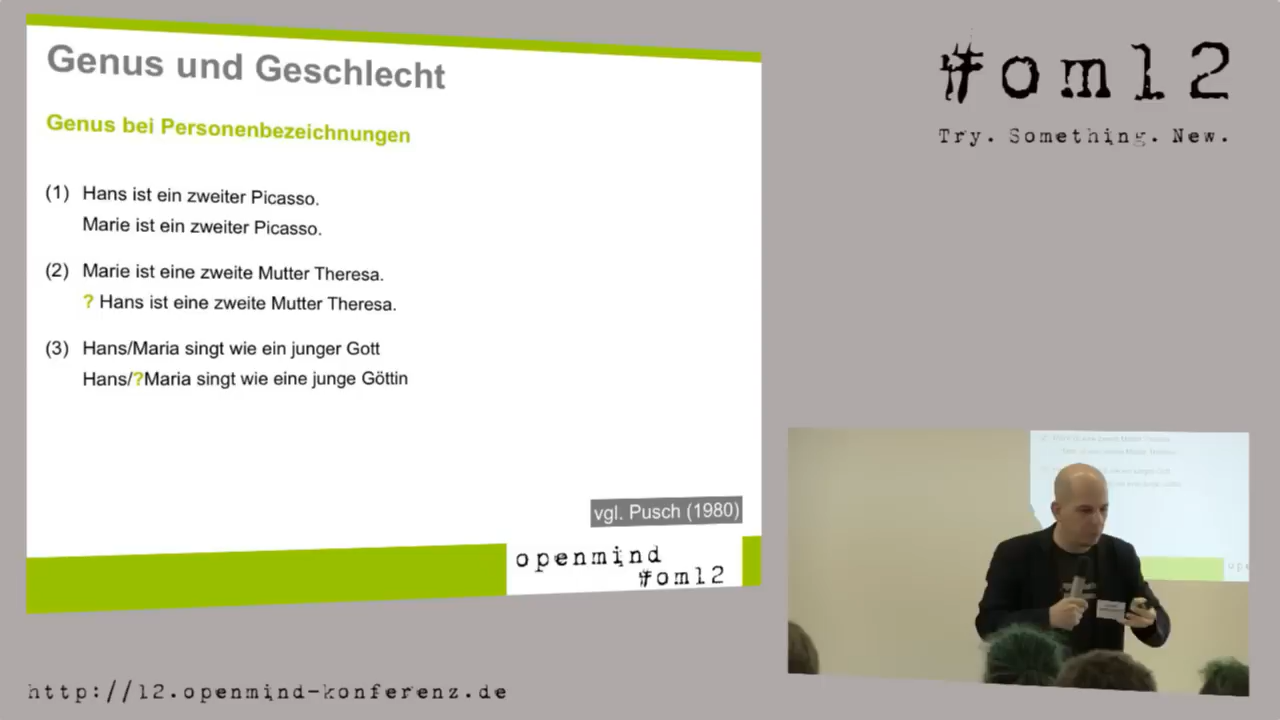 Genus und Geschlecht
Genus bei Personenbezeichnungen
(1) Hans ist ein zweiter Picasso.
Marie ist ein zweiter Picasso.
(2) Marie ist eine zweite Mutter Theresa.
? Hans ist eine zweite Mutter Theresa.
(3) Hans/Maria singt wie ein junger Gott
Hans/?Maria singt wie eine junge Göttin
vgl. Pusch (1980)
openmind
#om12
#om12
Try. Something. New.
http://12.openmind-konferenz.de